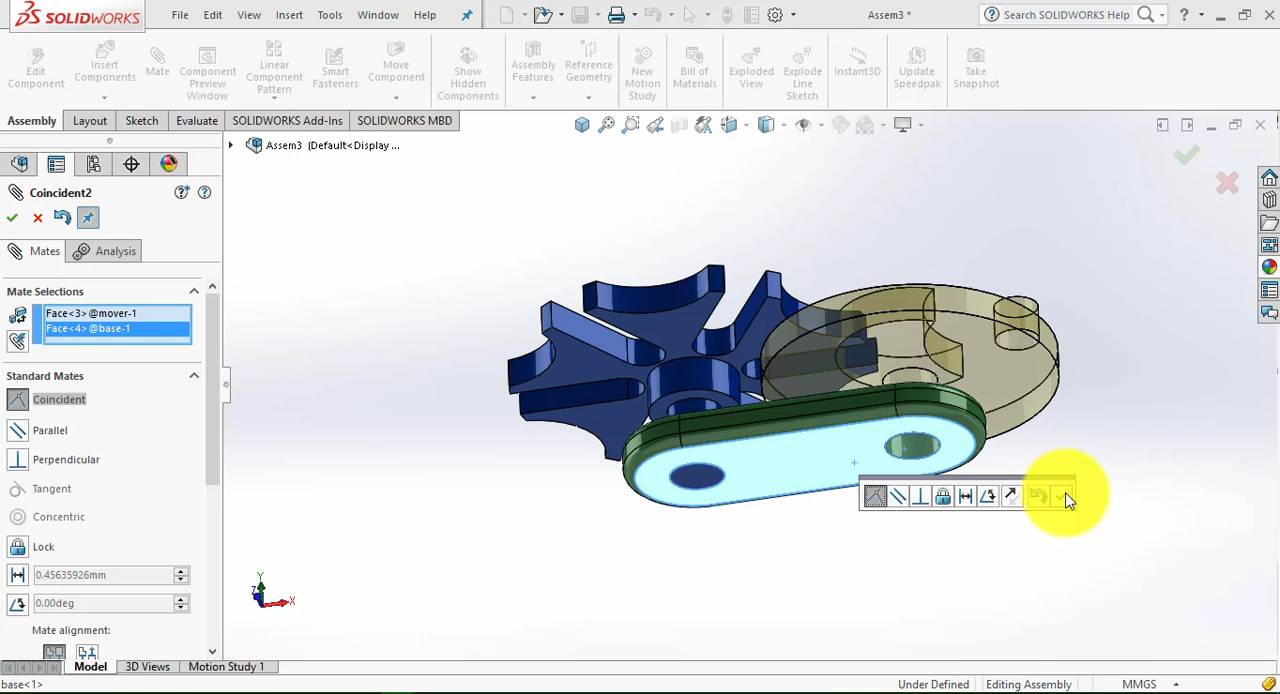 SOLIDWORKS File Edit View Insert Tools Window Help Assem3 * Search SOLIDWORKS Help
Edit Component Insert Components Mate Component Preview Window Linear Component Pattern Smart Fasteners Move Component Show Hidden Components Assembly Features Reference Geometry New Motion Study Bill of Materials Exploded View Explode Line Sketch Instant3D Update Speedpak Take Snapshot
Assembly Layout Sketch Evaluate SOLIDWORKS Add-Ins SOLIDWORKS MBD
Assem3 (Default<Display ...
Coincident2
Mates Analysis
Mate Selections
Face<3>@mover-1
Face<4>@base-1
Standard Mates
Coincident
Parallel
Perpendicular
Tangent
Concentric
Lock
0.45635926mm
0.00deg
Mate alignment:
Y
Z X
Model 3D Views Motion Study 1
base<1> Under Defined Editing Assembly MMGS